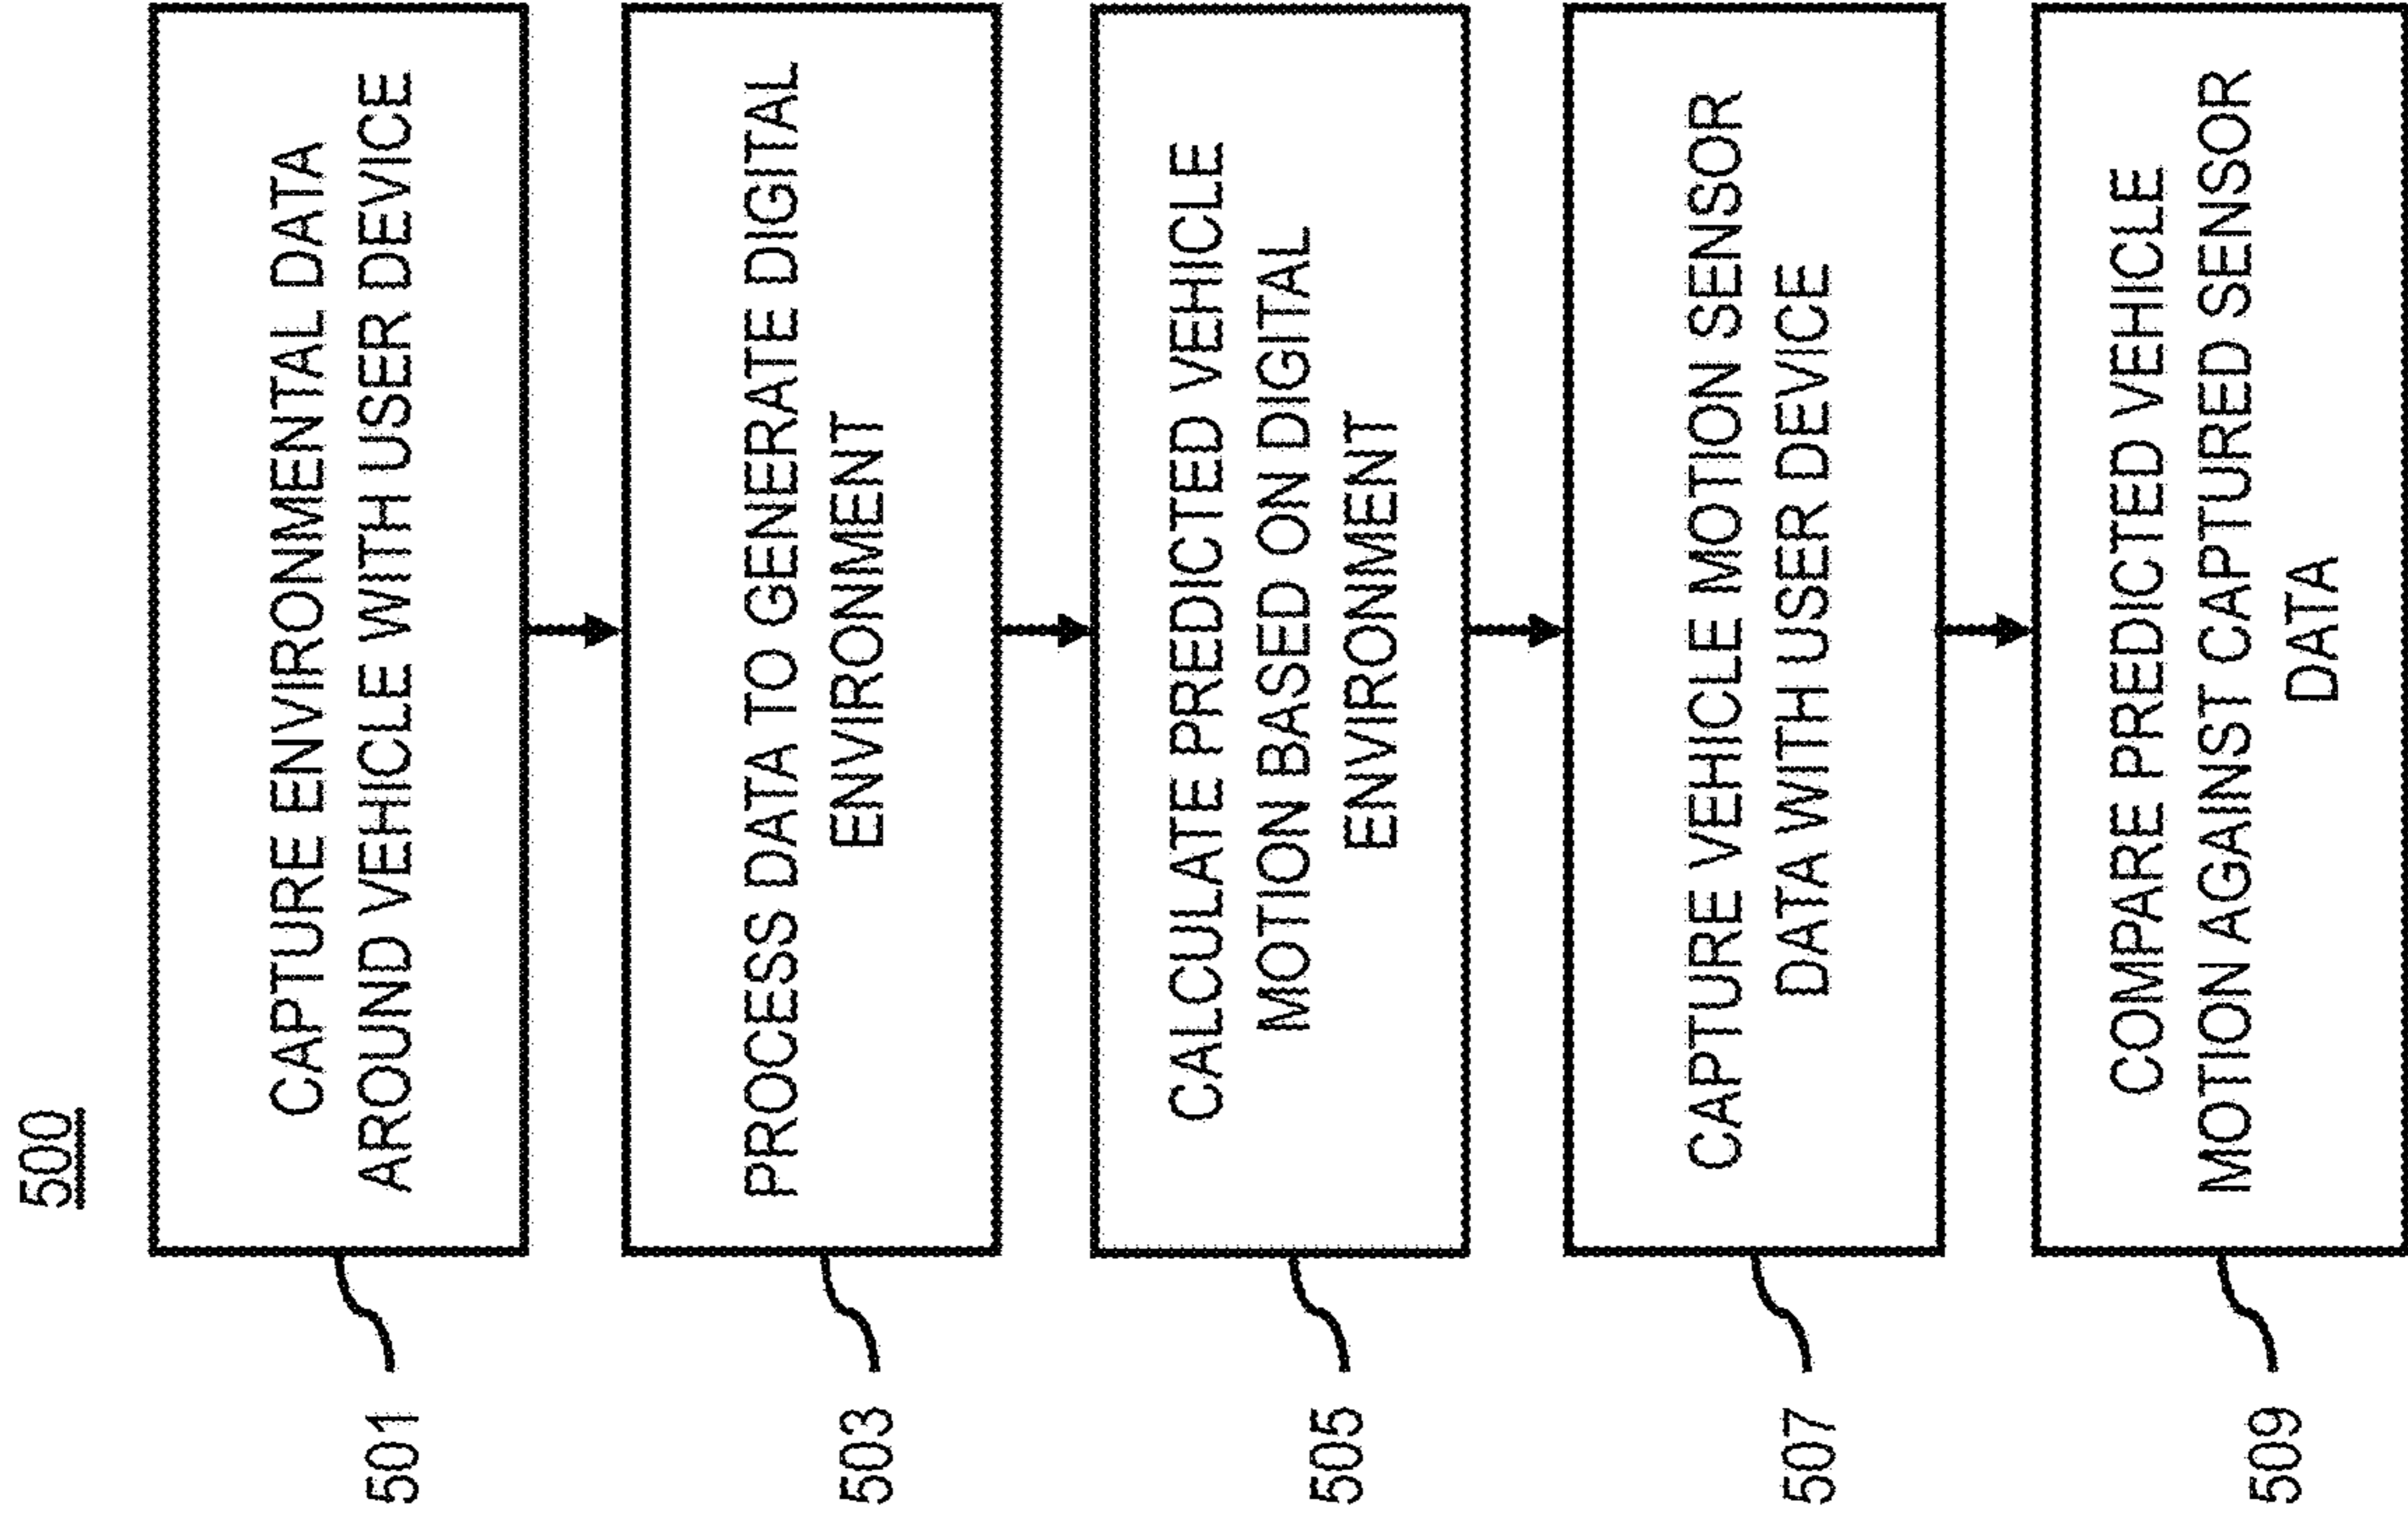 500
501
CAPTURE ENVIRONMENTAL DATA
AROUND VEHICLE WITH USER DEVICE
503
PROCESS DATA TO GENERATE DIGITAL
ENVIRONMENT
505
CALCULATE PREDICTED VEHICLE
MOTION BASED ON DIGITAL
ENVIRONMENT
507
CAPTURE VEHICLE MOTION SENSOR
DATA WITH USER DEVICE
509
COMPARE PREDICTED VEHICLE
MOTION AGAINST CAPTURED SENSOR
DATA